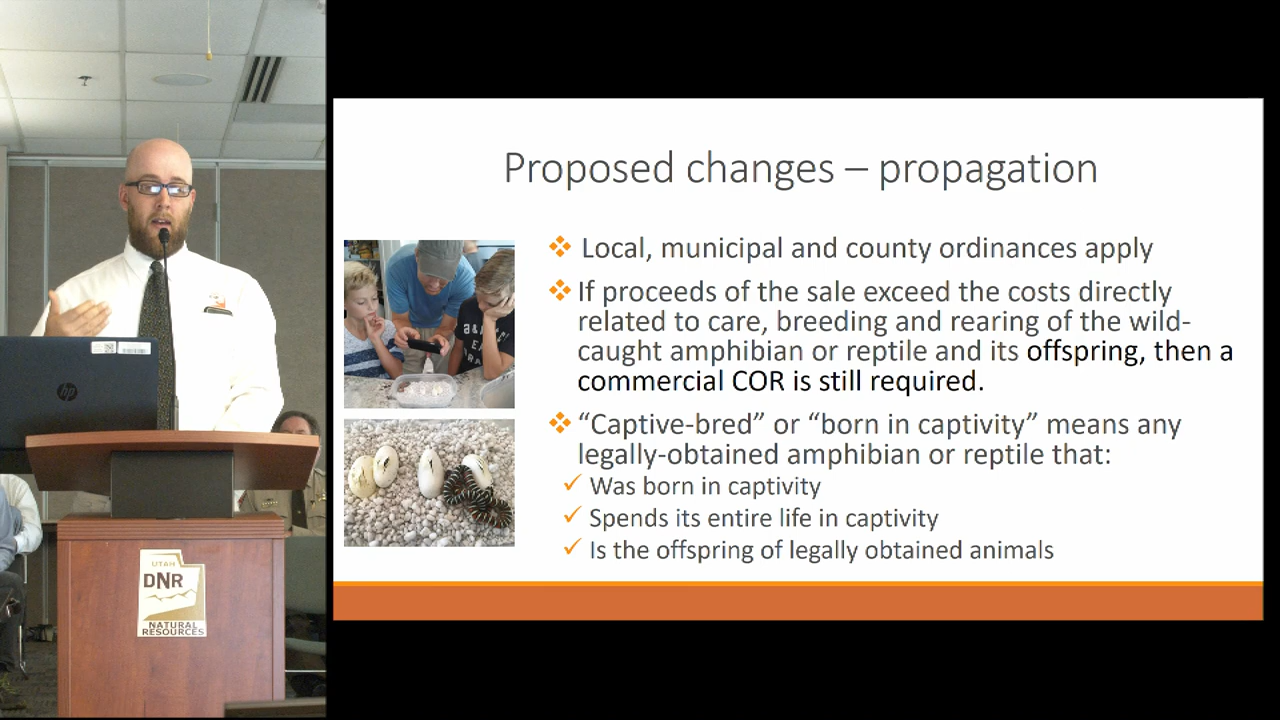 Proposed changes – propagation
❖ Local, municipal and county ordinances apply
❖ If proceeds of the sale exceed the costs directly
related to care, breeding and rearing of the wild-
caught amphibian or reptile and its offspring, then a
commercial COR is still required.
❖ “Captive-bred” or “born in captivity” means any
legally-obtained amphibian or reptile that:
✓ Was born in captivity
✓ Spends its entire life in captivity
✓ Is the offspring of legally obtained animals
hp
UTAH
DNR
NATURAL
RESOURCES